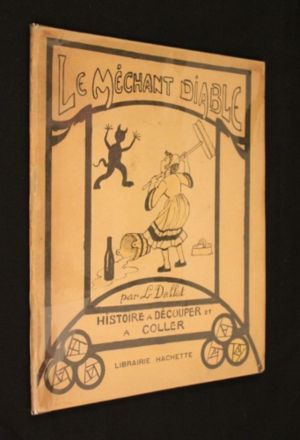 LE MÉCHANT DIABLE
par L. Dollet
HISTOIRE A DÉCOUPER ET
A COLLER
LIBRAIRIE HACHETTE